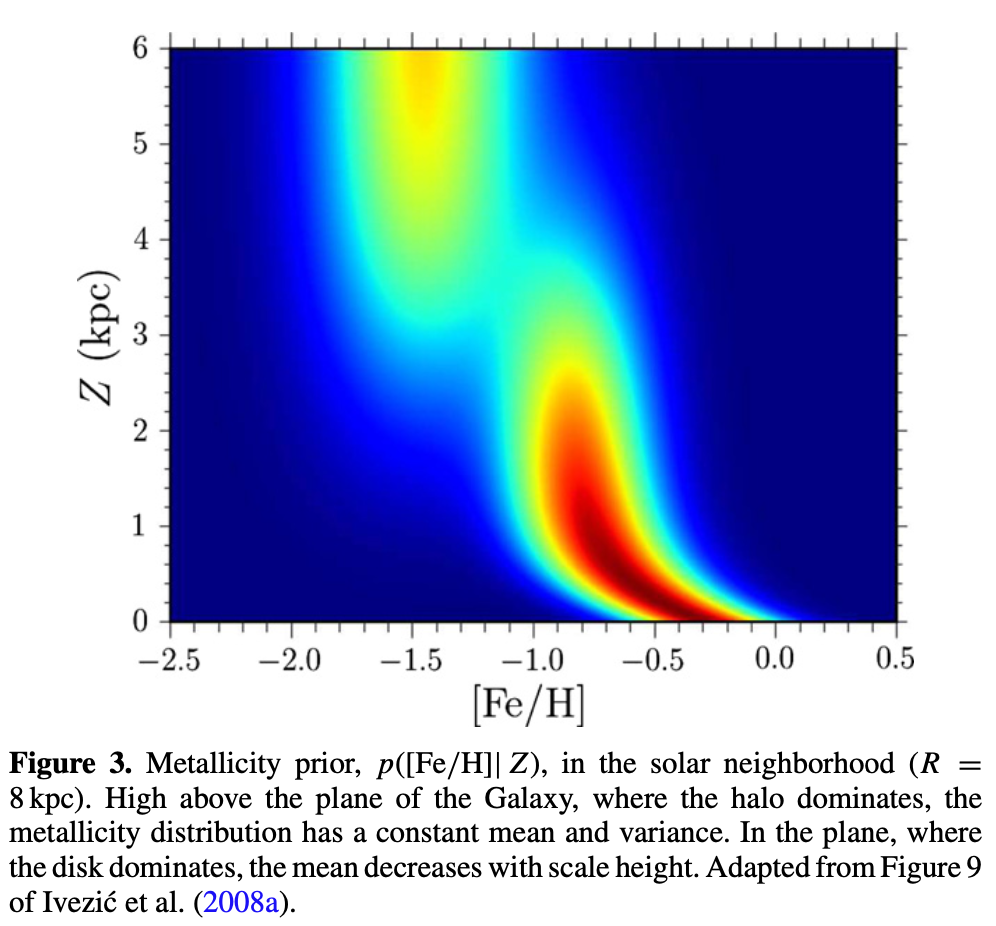 6
5
4
3
2
1
0
Z (kpc)
−2.5 −2.0 −1.5 −1.0 −0.5 0.0 0.5
[Fe/H]
Figure 3. Metallicity prior, p([Fe/H]| Z), in the solar neighborhood (R =
8 kpc). High above the plane of the Galaxy, where the halo dominates, the
metallicity distribution has a constant mean and variance. In the plane, where
the disk dominates, the mean decreases with scale height. Adapted from Figure 9
of Ivezić et al. (2008a).